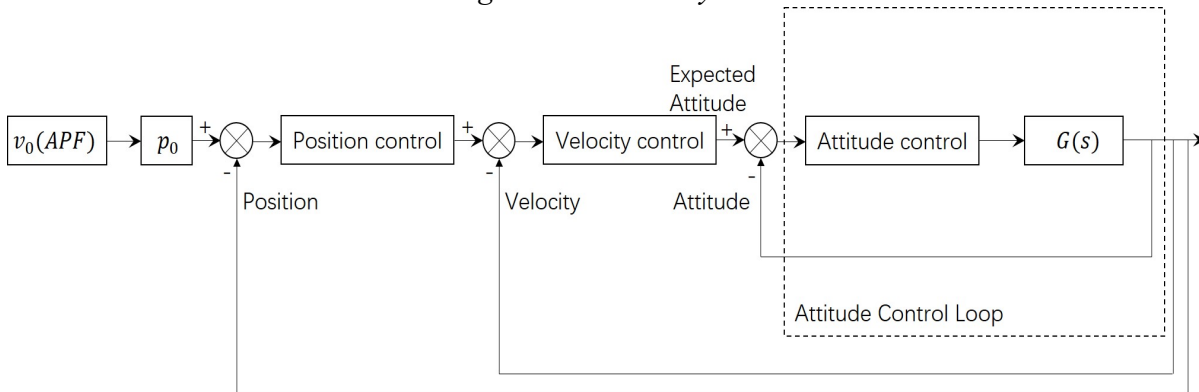 Expected
Attitude
v₀(APF)
p₀
+
-
Position control
+
-
Velocity control
+
-
Attitude control
G(s)
Position
Velocity
Attitude
Attitude Control Loop